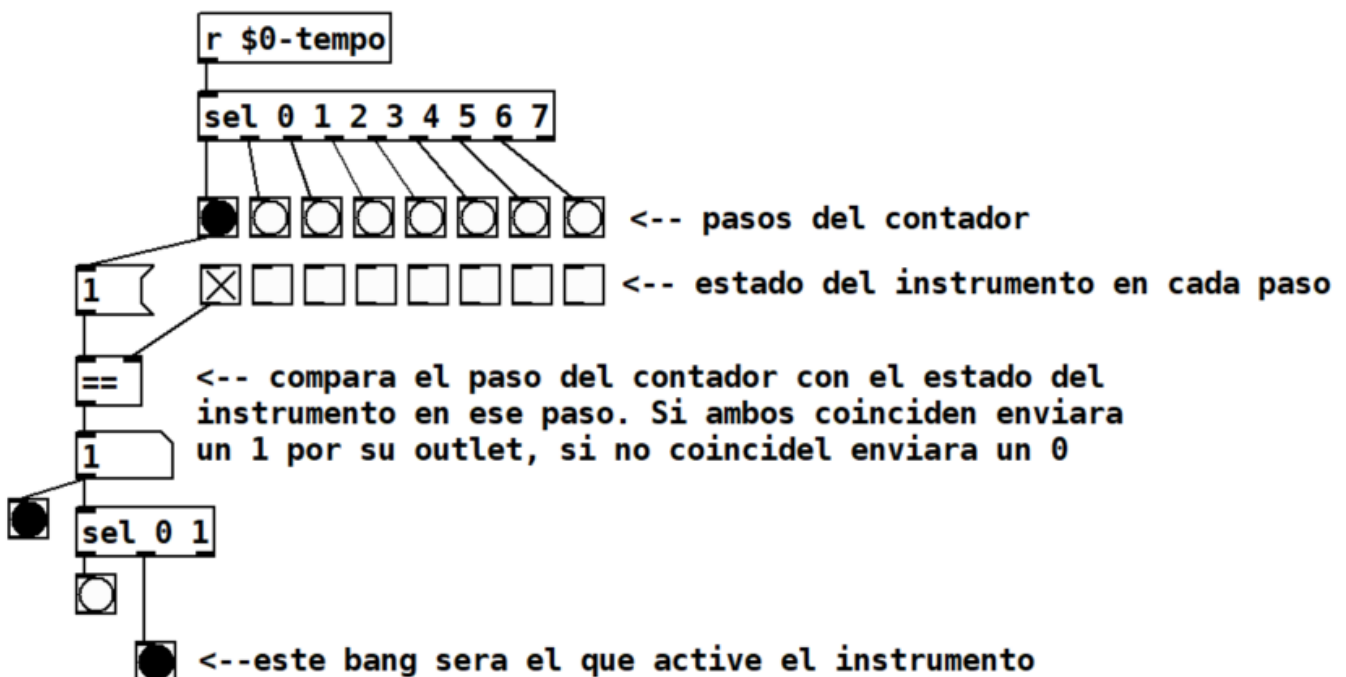 r $0-tempo
sel 0 1 2 3 4 5 6 7
<-- pasos del contador
1
<-- estado del instrumento en cada paso
==
<-- compara el paso del contador con el estado del
instrumento en ese paso. Si ambos coinciden enviara
un 1 por su outlet, si no coincidel enviara un 0
1
sel 0 1
<--este bang sera el que active el instrumento